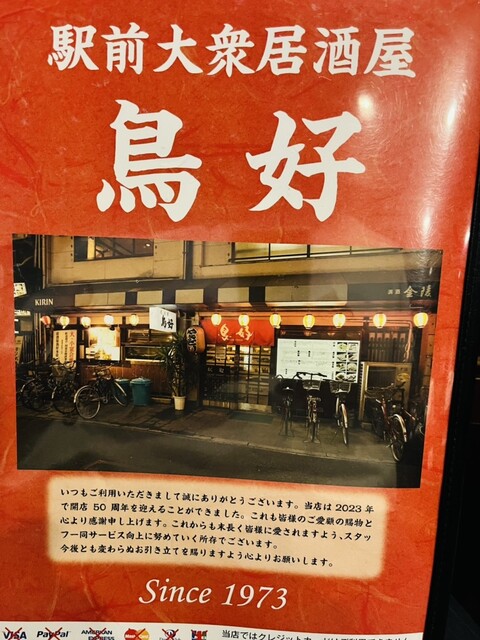 駅前大衆居酒屋
鳥好
KIRIN
鳥好
鳥好
清酒 金陵
いつもご利用いただきまして誠にありがとうございます。当店は 2023 年
で開店 50 周年を迎えることができました。これも皆様のご愛顧の賜物と
心より感謝申し上げます。これからも末長く皆様に愛されますよう、スタッ
フ一同サービス向上に努めていく所存でございます。
今後とも変わらぬお引き立てを賜りますよう心よりお願いします。
Since 1973
VISA PayPal AMERICAN EXPRESS
当店ではクレジットカー